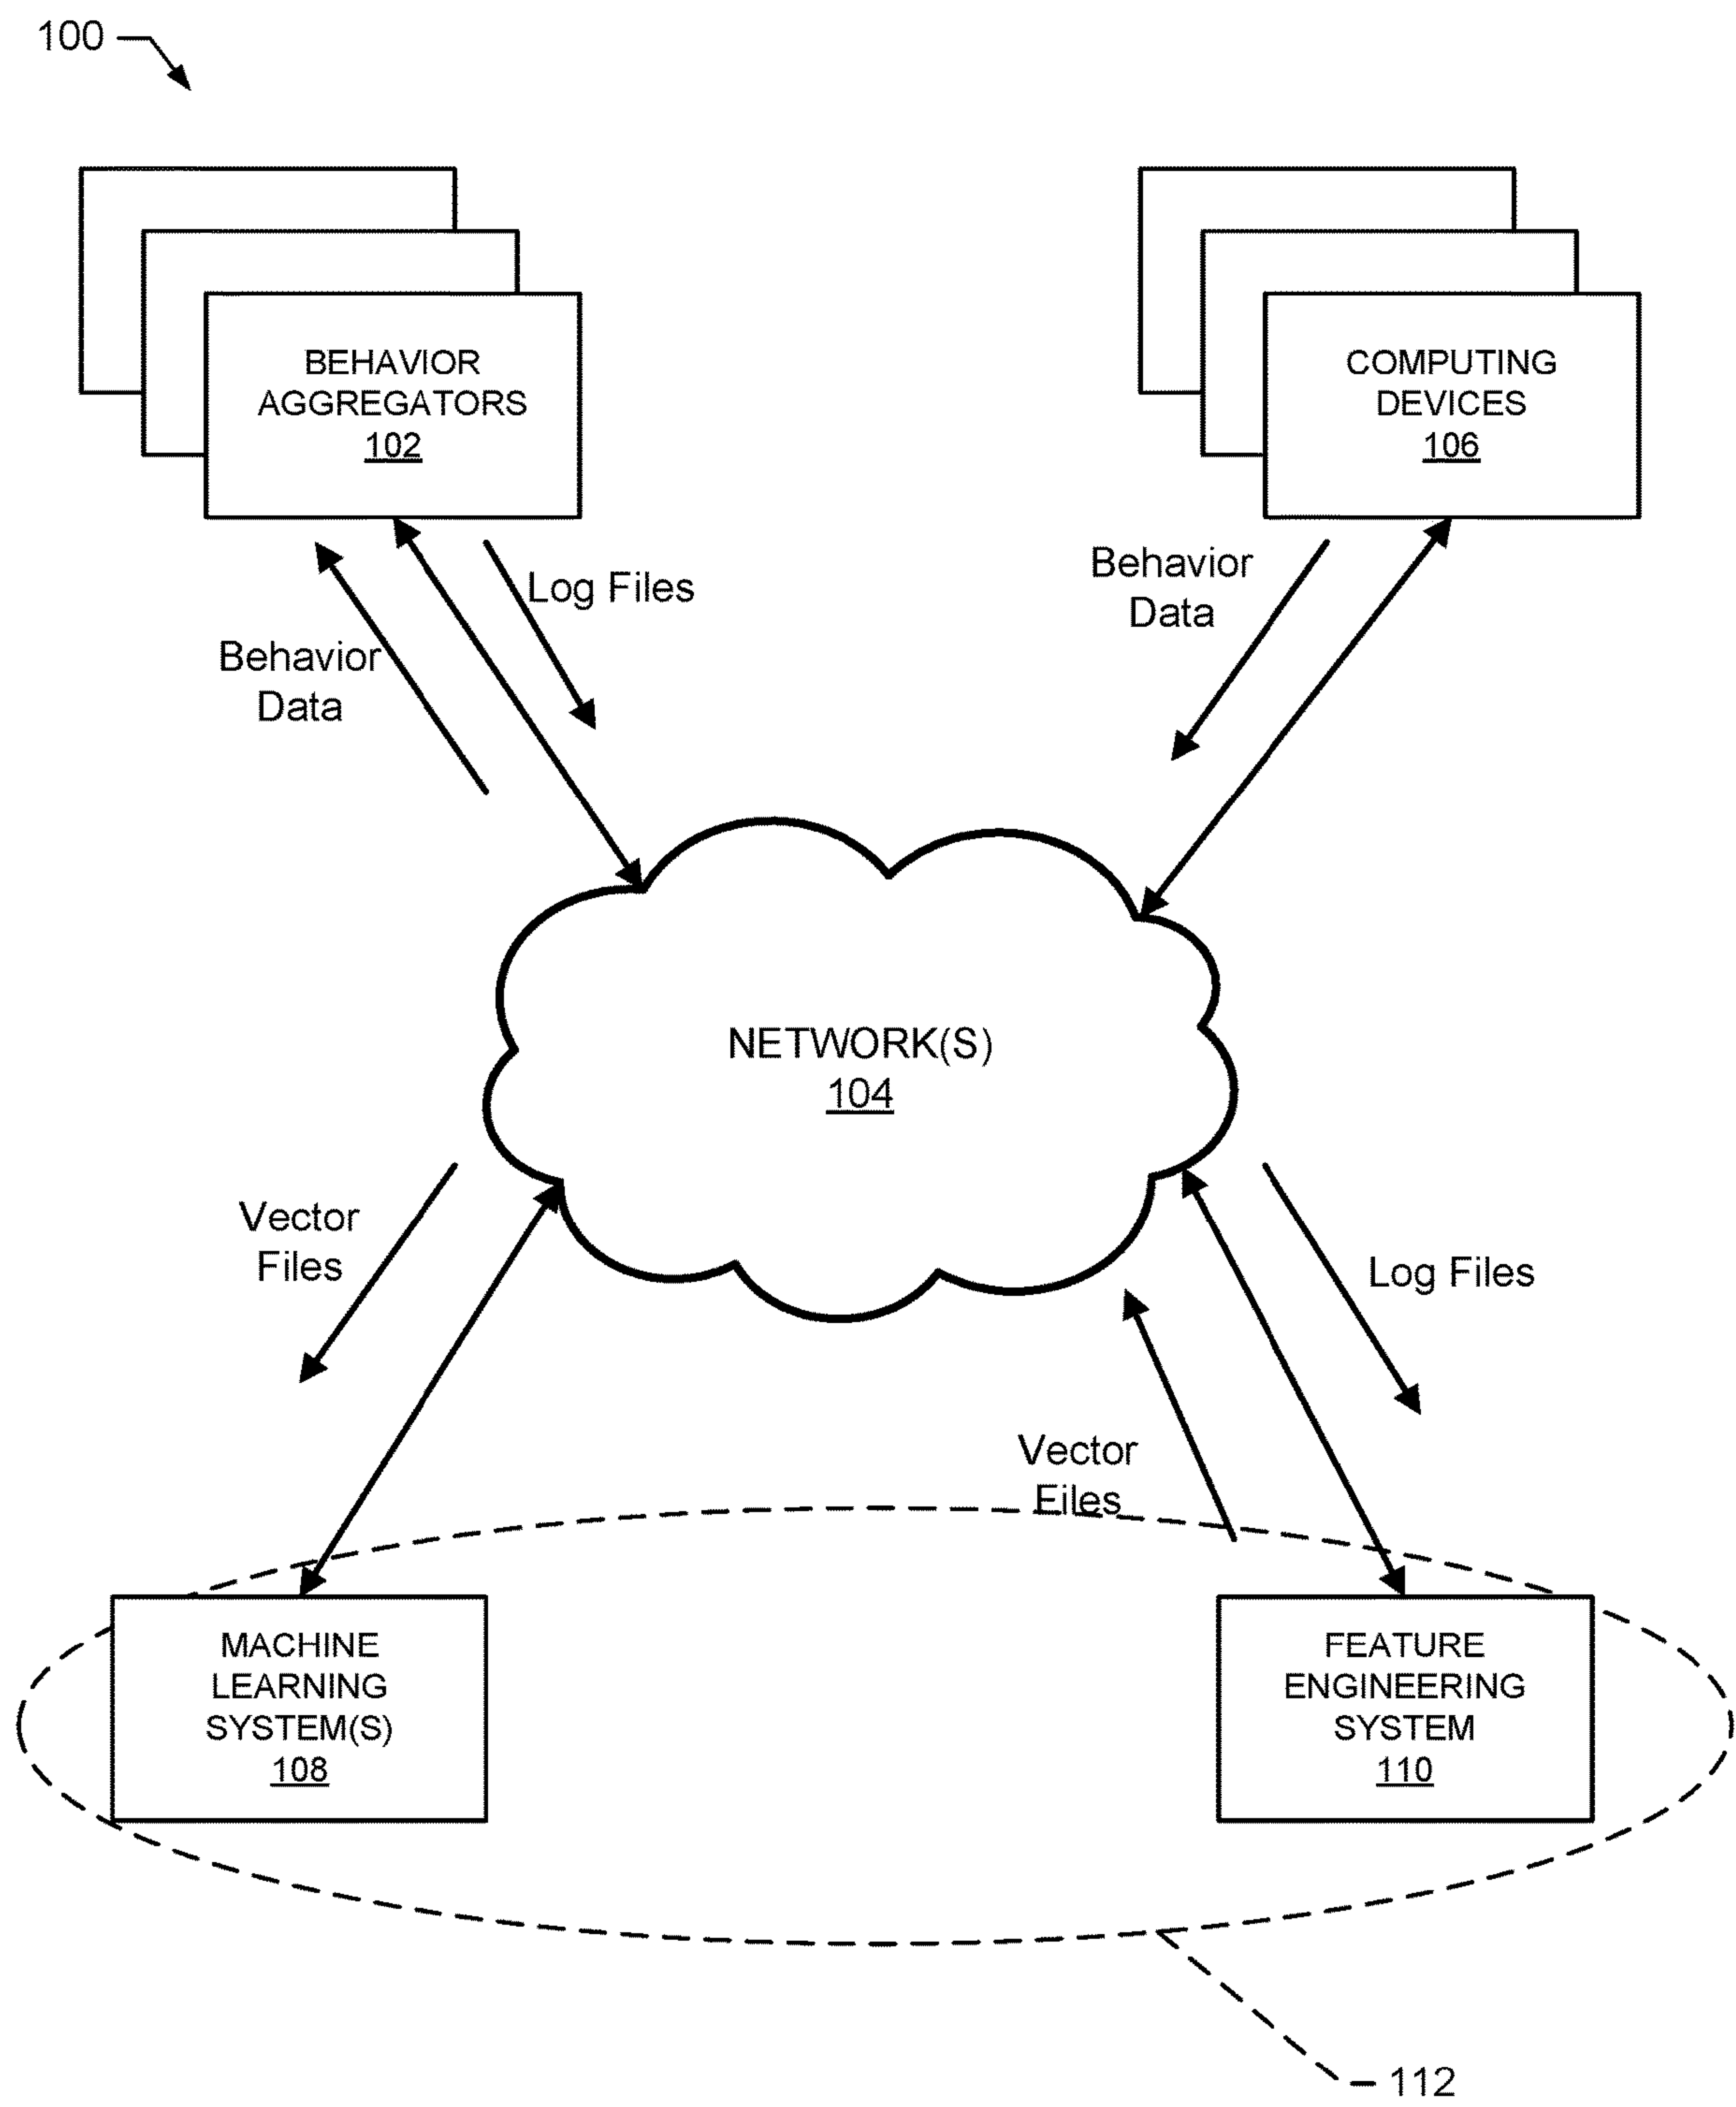 100
BEHAVIOR
AGGREGATORS
102
COMPUTING
DEVICES
106
Log Files
Behavior
Data
Behavior
Data
NETWORK(S)
104
Vector
Files
Log Files
Vector
Files
MACHINE
LEARNING
SYSTEM(S)
108
FEATURE
ENGINEERING
SYSTEM
110
112